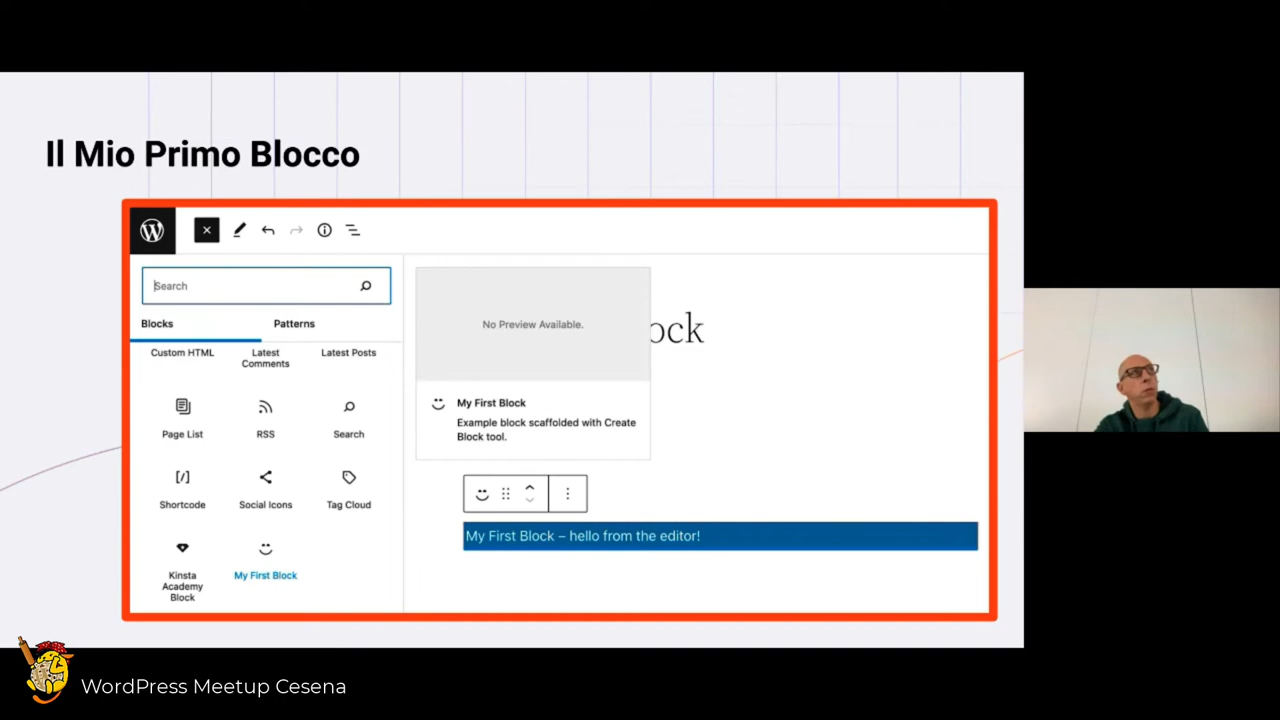 Il Mio Primo Blocco
Search
Blocks
Patterns
Custom HTML
Latest
Comments
Latest Posts
Page List
RSS
Search
Shortcode
Social Icons
Tag Cloud
Kinsta
Academy
Block
My First Block
No Preview Available.
ock
My First Block
Example block scaffolded with Create
Block tool.
My First Block – hello from the editor!
WordPress Meetup Cesena